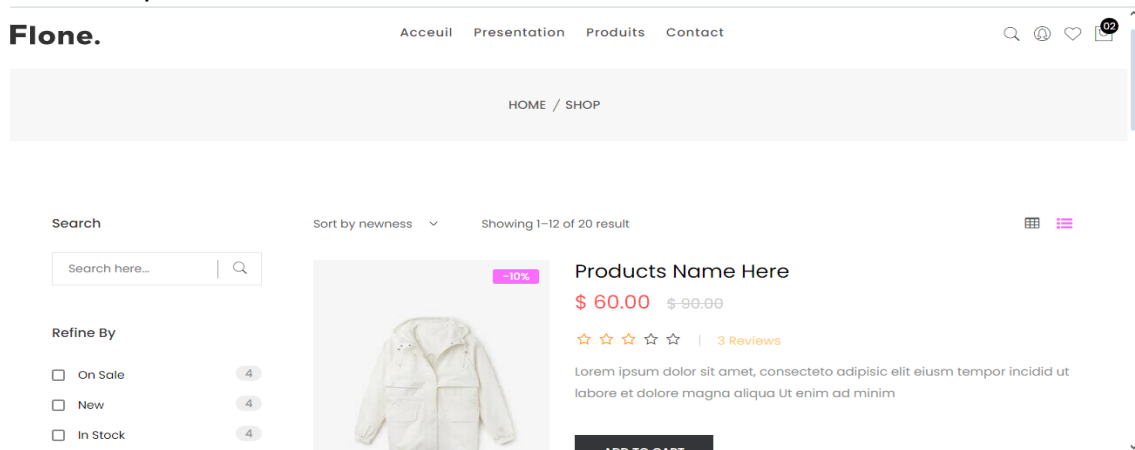 Flone.
Acceuil Presentation Produits Contact
02
HOME / SHOP
Search
Sort by newness
Showing 1–12 of 20 result
Search here...
-10%
Products Name Here
$ 60.00 $ 90.00
3 Reviews
Refine By
On Sale 4
New 4
In Stock 4
Lorem ipsum dolor sit amet, consecteto adipisic elit eiusm tempor incidid ut
labore et dolore magna aliqua Ut enim ad minim
ADD TO CART